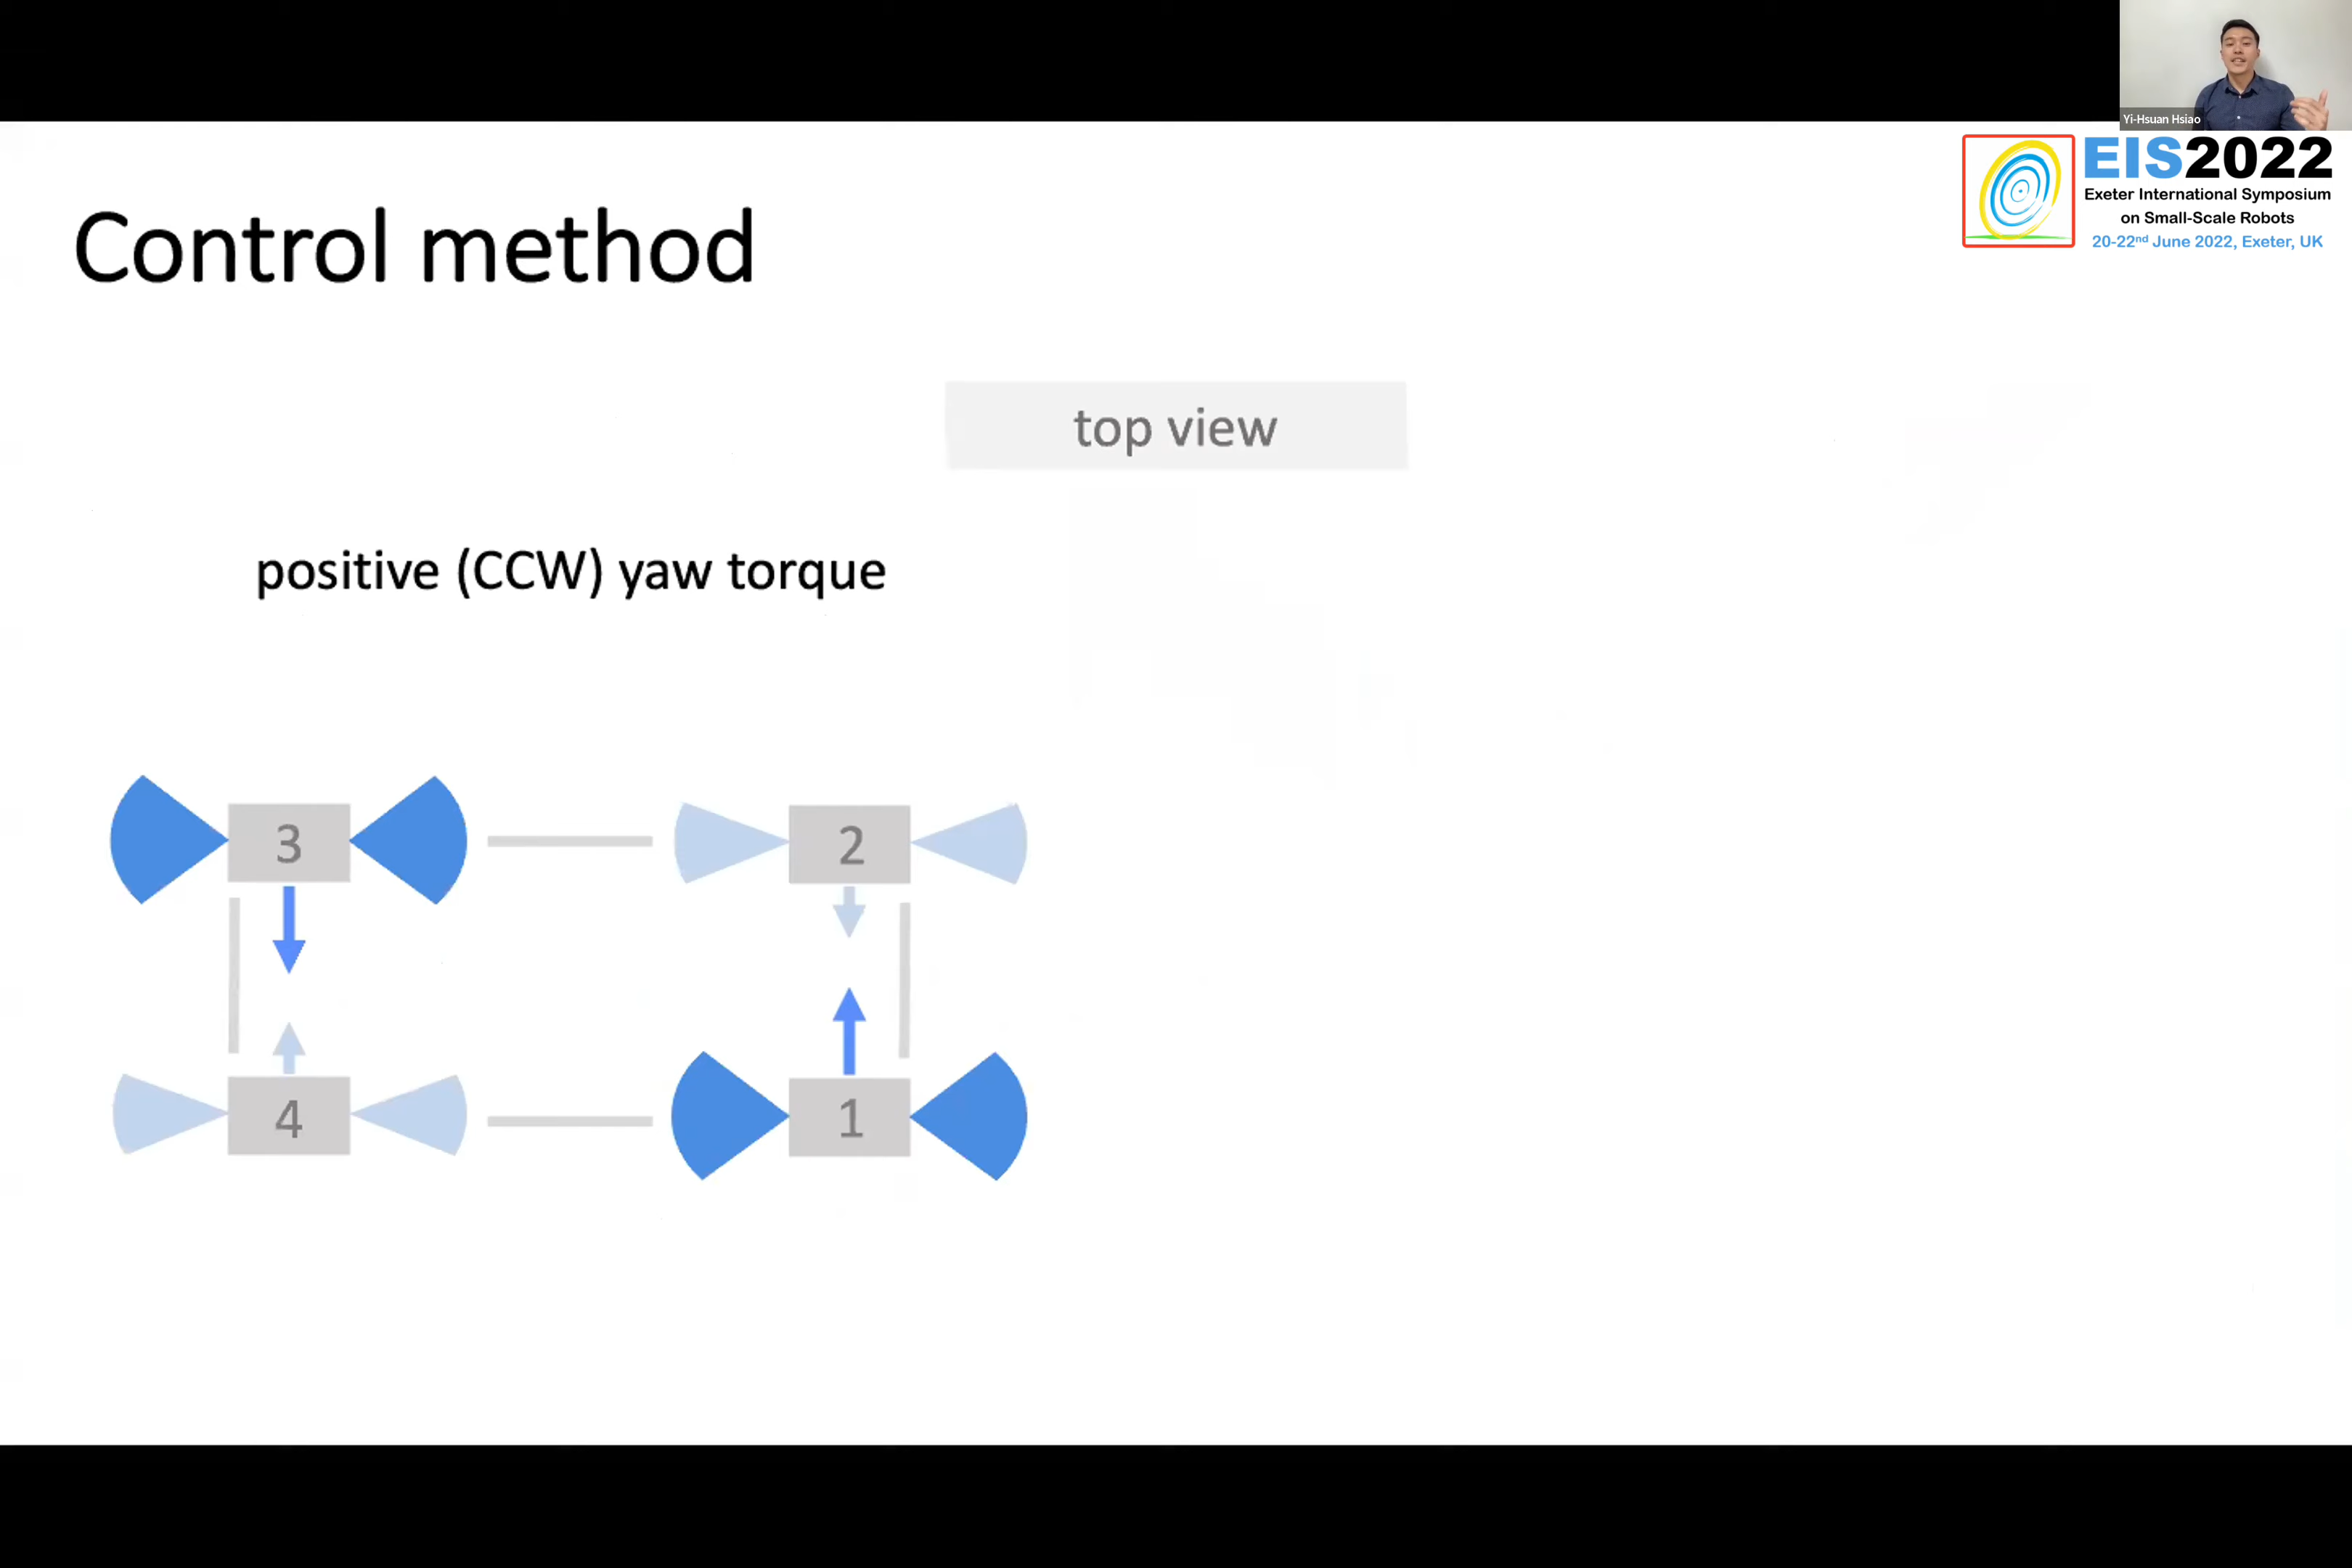 Yi-Hsuan Hsiao
EIS2022
Exeter International Symposium
on Small-Scale Robots
20-22nd June 2022, Exeter, UK
Control method
top view
positive (CCW) yaw torque
3
2
4
1